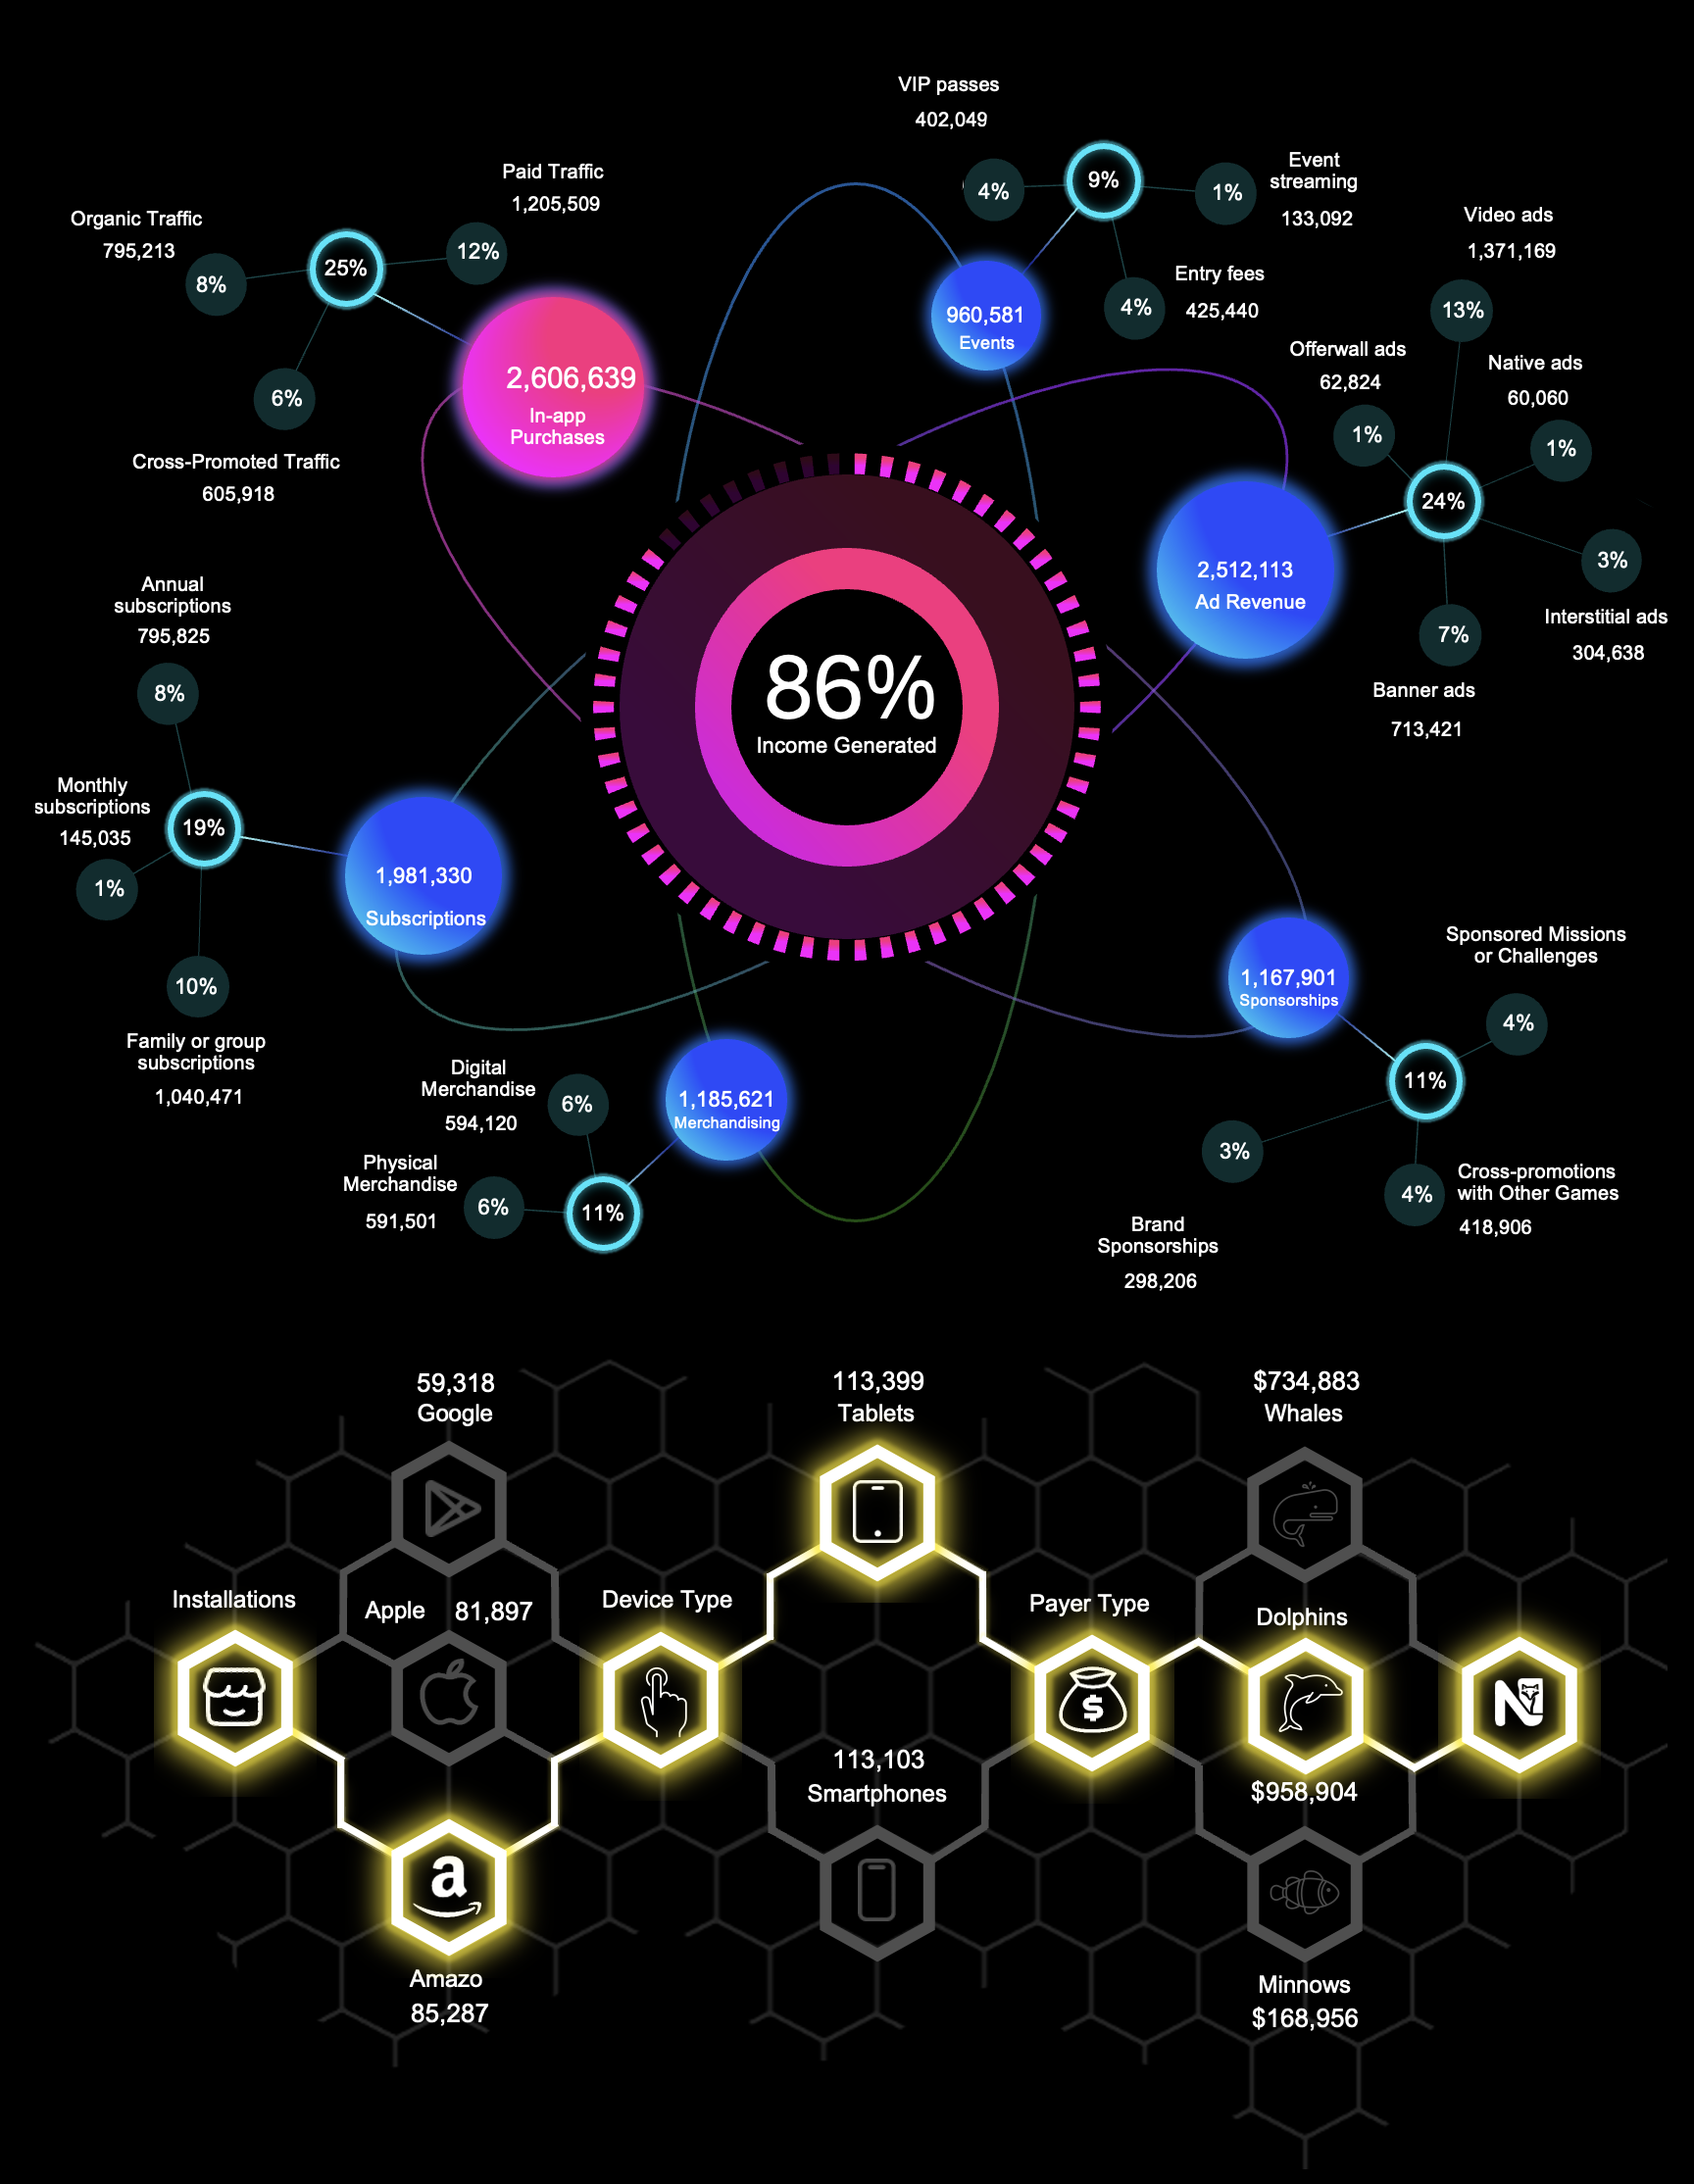 VIP passes
402,049
4%
9%
1%
Event
streaming
133,092
Entry fees
425,440
4%
960,581
Events
Paid Traffic
1,205,509
Organic Traffic
795,213
25%
12%
8%
6%
Cross-Promoted Traffic
605,918
2,606,639
In-app
Purchases
Video ads
1,371,169
13%
Offerwall ads
62,824
1%
Native ads
60,060
1%
24%
3%
Interstitial ads
304,638
7%
Banner ads
713,421
2,512,113
Ad Revenue
86%
Income Generated
Annual
subscriptions
795,825
8%
Monthly
subscriptions
145,035
19%
1%
10%
Family or group
subscriptions
1,040,471
1,981,330
Subscriptions
Digital
Merchandise
594,120
6%
Physical
Merchandise
591,501
6%
11%
1,185,621
Merchandising
1,167,901
Sponsorships
Sponsored Missions
or Challenges
4%
11%
3%
Brand
Sponsorships
298,206
4%
Cross-promotions
with Other Games
418,906
59,318
Google
113,399
Tablets
$734,883
Whales
Installations
Apple 81,897
Device Type
Payer Type
Dolphins
$958,904
113,103
Smartphones
a
Amazo
85,287
Minnows
$168,956
$
N